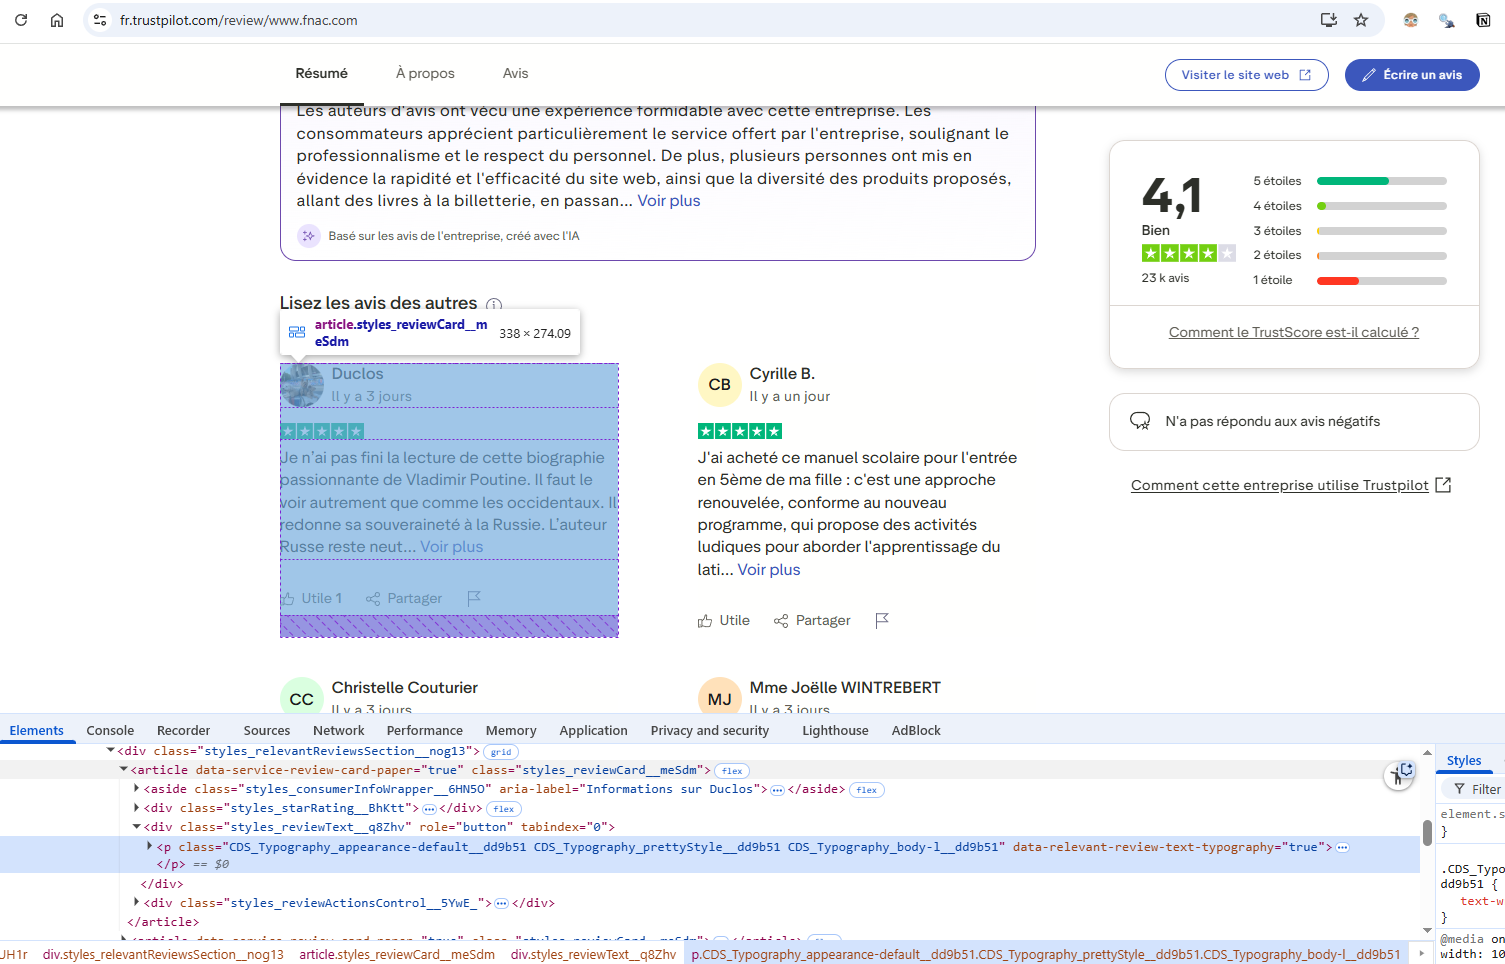 fr.trustpilot.com/review/www.fnac.com
Résumé
À propos
Avis
Visiter le site web
Écrire un avis
Les auteurs d'avis ont vécu une expérience formidable avec cette entreprise. Les
consommateurs apprécient particulièrement le service offert par l'entreprise, soulignant le
professionnalisme et le respect du personnel. De plus, plusieurs personnes ont mis en
évidence la rapidité et l'efficacité du site web, ainsi que la diversité des produits proposés,
allant des livres à la billetterie, en passan... Voir plus
Basé sur les avis de l'entreprise, créé avec l'IA
4,1
Bien
23 k avis
5 étoiles
4 étoiles
3 étoiles
2 étoiles
1 étoile
Comment le TrustScore est-il calculé ?
N'a pas répondu aux avis négatifs
Comment cette entreprise utilise Trustpilot
Lisez les avis des autres
article.styles_reviewCard__m
eSdm
338 × 274.09
Duclos
Il y a 3 jours
Je n'ai pas fini la lecture de cette biographie
passionnante de Vladimir Poutine. Il faut le
voir autrement que comme les occidentaux. Il
redonne sa souveraineté à la Russie. L'auteur
Russe reste neut... Voir plus
Utile 1
Partager
CB
Cyrille B.
Il y a un jour
J'ai acheté ce manuel scolaire pour l'entrée
en 5ème de ma fille : c'est une approche
renouvelée, conforme au nouveau
programme, qui propose des activités
ludiques pour aborder l'apprentissage du
lati... Voir plus
Utile
Partager
CC
Christelle Couturier
Il y a 3 jours
MJ
Mme Joëlle WINTREBERT
Il y a 3 jours
Elements
Console
Recorder
Sources
Network
Performance
Memory
Application
Privacy and security
Lighthouse
AdBlock
<div class="styles_relevantReviewsSection__nog13"> grid
<article data-service-review-card-paper="true" class="styles_reviewCard__meSdm"> flex
<aside class="styles_consumerInfoWrapper__6HN5O" aria-label="Informations sur Duclos"> … </aside> flex
<div class="styles_starRating__BhKtt"> … </div> flex
<div class="styles_reviewText__q8Zhv" role="button" tabindex="0">
<p class="CDS_Typography_appearance-default__dd9b51 CDS_Typography_prettyStyle__dd9b51 CDS_Typography_body-l__dd9b51" data-relevant-review-text-typography="true"> …
</p> == $0
</div>
<div class="styles_reviewActionsControl__5YwE_"> … </div>
</article>
<article data-service-review-card-paper="true" class="styles_reviewCard__meSdm"> … </article>
Styles
Filter
element.s
}
.CDS_Typo
dd9b51 {
text-w
}
@media on
width: 10
UH1r
div.styles_relevantReviewsSection__nog13
article.styles_reviewCard__meSdm
div.styles_reviewText__q8Zhv
p.CDS_Typography_appearance-default__dd9b51.CDS_Typography_prettyStyle__dd9b51.CDS_Typography_body-l__dd9b51